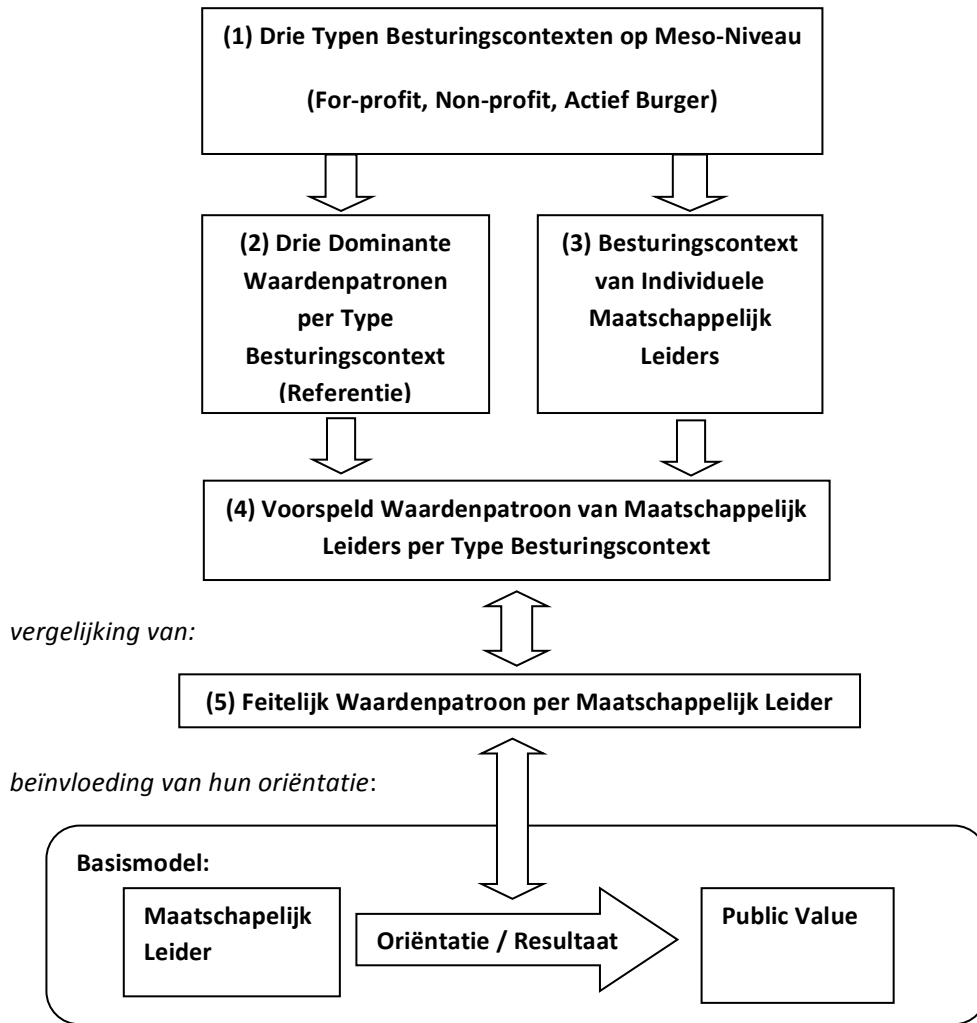 (1) Drie Typen Besturingscontexten op Meso-Niveau
(For-profit, Non-profit, Actief Burger)
(2) Drie Dominante
Waardenpatronen
per Type
Besturingscontext
(Referentie)
(3) Besturingscontext
van Individuele
Maatschappelijk
Leiders
(4) Voorspeld Waardenpatroon van Maatschappelijk
Leiders per Type Besturingscontext
vergelijking van:
(5) Feitelijk Waardenpatroon per Maatschappelijk Leider
beïnvloeding van hun oriëntatie:
Basismodel:
Maatschapelijk
Leider
Oriëntatie / Resultaat
Public Value